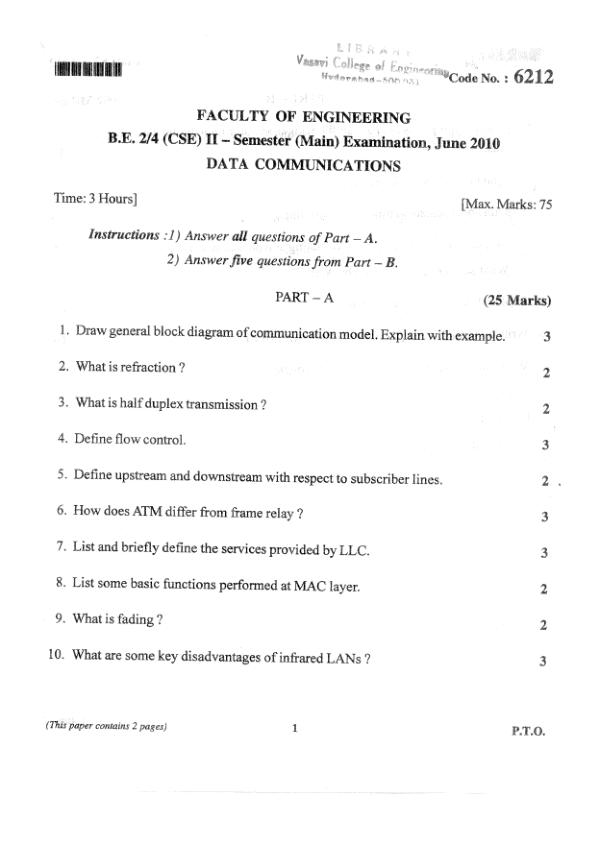 LIBRARY
Vasavi College of Engineering
Hyderabad-500 031
Code No. : 6212
FACULTY OF ENGINEERING
B.E. 2/4 (CSE) II – Semester (Main) Examination, June 2010
DATA COMMUNICATIONS
Time: 3 Hours] [Max. Marks: 75
Instructions :1) Answer all questions of Part – A.
2) Answer five questions from Part – B.
PART – A (25 Marks)
1. Draw general block diagram of communication model. Explain with example. 3
2. What is refraction ? 2
3. What is half duplex transmission ? 2
4. Define flow control. 3
5. Define upstream and downstream with respect to subscriber lines. 2
6. How does ATM differ from frame relay ? 3
7. List and briefly define the services provided by LLC. 3
8. List some basic functions performed at MAC layer. 2
9. What is fading ? 2
10. What are some key disadvantages of infrared LANs ? 3
(This paper contains 2 pages) 1 P.T.O.